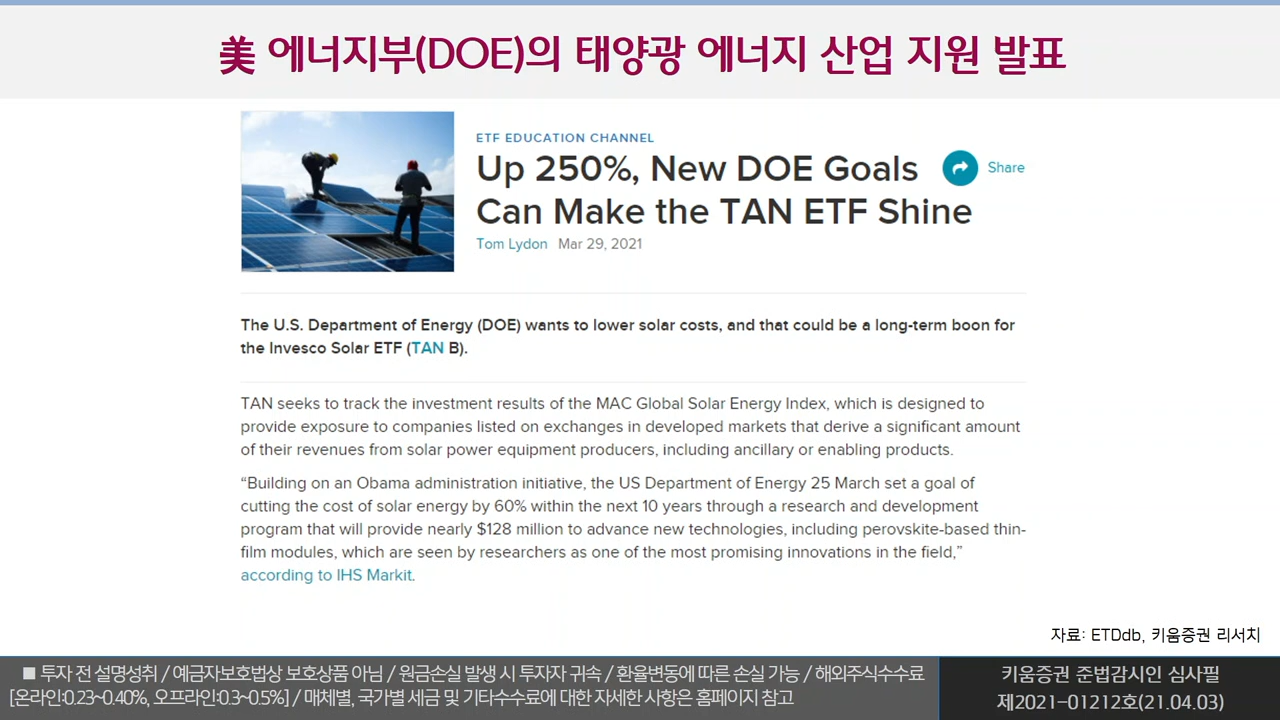 美 에너지부(DOE)의 태양광 에너지 산업 지원 발표
ETF EDUCATION CHANNEL
Up 250%, New DOE Goals
Share
Can Make the TAN ETF Shine
Tom Lydon Mar 29, 2021
The U.S. Department of Energy (DOE) wants to lower solar costs, and that could be a long-term boon for
the Invesco Solar ETF (TAN B).
TAN seeks to track the investment results of the MAC Global Solar Energy Index, which is designed to
provide exposure to companies listed on exchanges in developed markets that derive a significant amount
of their revenues from solar power equipment producers, including ancillary or enabling products.
“Building on an Obama administration initiative, the US Department of Energy 25 March set a goal of
cutting the cost of solar energy by 60% within the next 10 years through a research and development
program that will provide nearly $128 million to advance new technologies, including perovskite-based thin-
film modules, which are seen by researchers as one of the most promising innovations in the field,”
according to IHS Markit.
자료: ETDdb, 키움증권 리서치
■ 투자 전 설명청취 / 예금자보호법상 보호상품 아님 / 원금손실 발생 시 투자자 귀속 / 환율변동에 따른 손실 가능 / 해외주식수수료
[온라인:0.23~0.40%, 오프라인:0.3~0.5%] / 매체별, 국가별 세금 및 기타수수료에 대한 자세한 사항은 홈페이지 참고
키움증권 준법감시인 심사필
제2021-01212호(21.04.03)